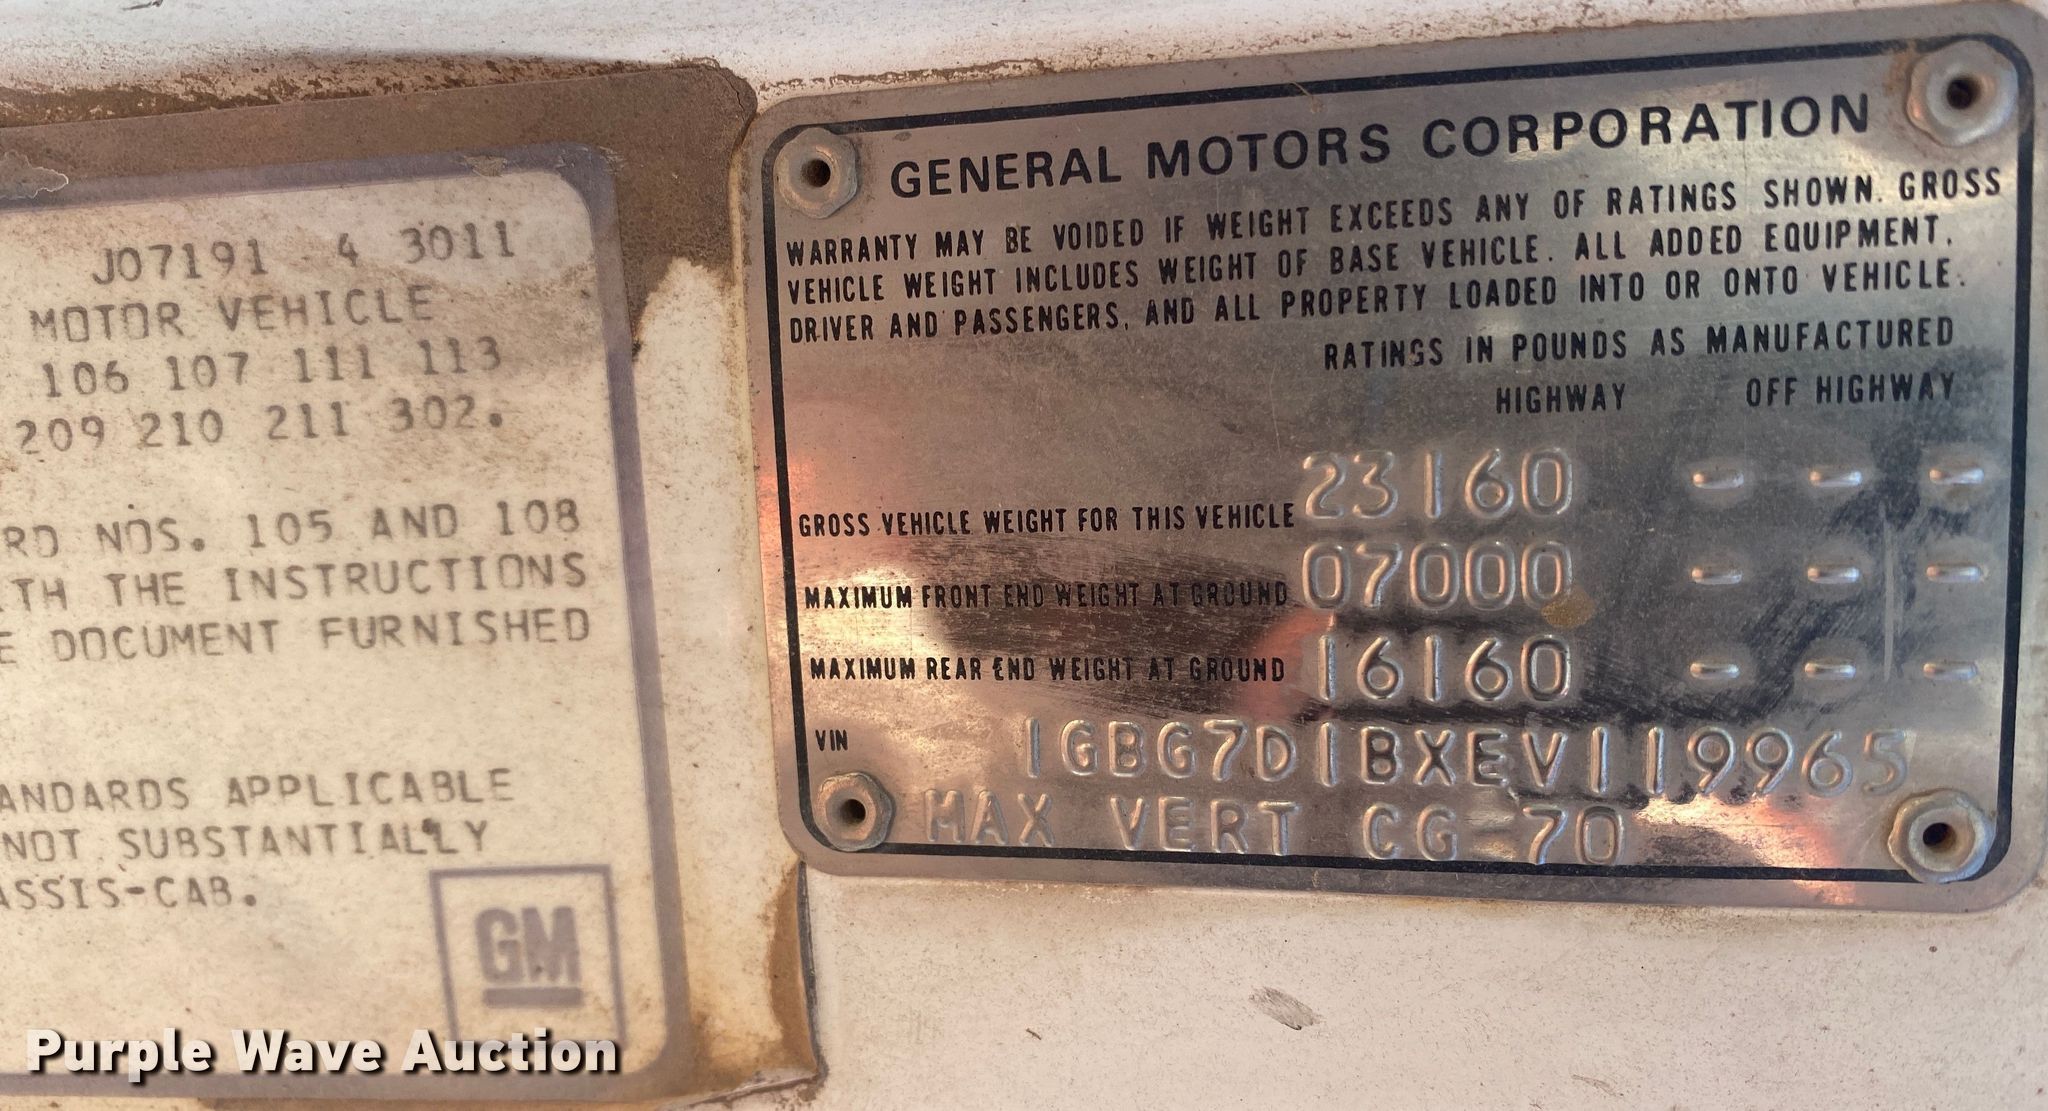 J07191 4 3011
MOTOR VEHICLE
106 107 111 113
209 210 211 302.
RD NOS. 105 AND 108
ITH THE INSTRUCTIONS
E DOCUMENT FURNISHED
ANDARDS APPLICABLE
NOT SUBSTANTIALLY
ASSIS-CAB.
GM
GENERAL MOTORS CORPORATION
WARRANTY MAY BE VOIDED IF WEIGHT EXCEEDS ANY OF RATINGS SHOWN. GROSS
VEHICLE WEIGHT INCLUDES WEIGHT OF BASE VEHICLE. ALL ADDED EQUIPMENT,
DRIVER AND PASSENGERS, AND ALL PROPERTY LOADED INTO OR ONTO VEHICLE.
RATINGS IN POUNDS AS MANUFACTURED
HIGHWAY OFF HIGHWAY
GROSS VEHICLE WEIGHT FOR THIS VEHICLE 23160 - - -
MAXIMUM FRONT END WEIGHT AT GROUND 07000 - - -
MAXIMUM REAR END WEIGHT AT GROUND 16160 - - -
VIN 1GBG7D1BXEV119965
MAX VERT CG-70
Purple Wave Auction